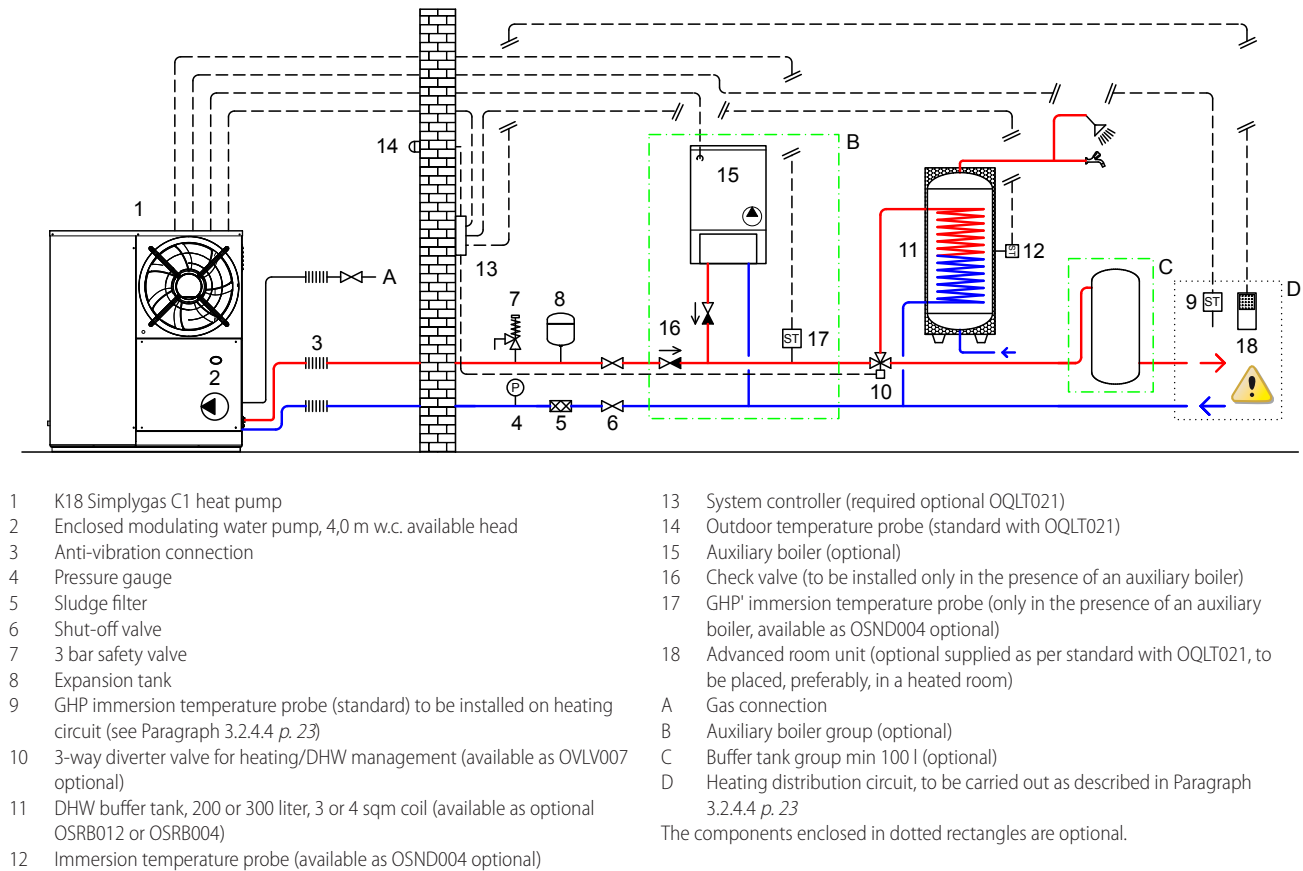 14
B
15
1
11
12
C
D
A
13
7
8
16
17
9
ST
ST
ST
18
3
2
10
P
4
5
6
1 K18 Simplygas C1 heat pump
2 Enclosed modulating water pump, 4,0 m w.c. available head
3 Anti-vibration connection
4 Pressure gauge
5 Sludge filter
6 Shut-off valve
7 3 bar safety valve
8 Expansion tank
9 GHP immersion temperature probe (standard) to be installed on heating
circuit (see Paragraph 3.2.4.4 p. 23)
10 3-way diverter valve for heating/DHW management (available as OVLV007
optional)
11 DHW buffer tank, 200 or 300 liter, 3 or 4 sqm coil (available as optional
OSRB012 or OSRB004)
12 Immersion temperature probe (available as OSND004 optional)
13 System controller (required optional OQLT021)
14 Outdoor temperature probe (standard with OQLT021)
15 Auxiliary boiler (optional)
16 Check valve (to be installed only in the presence of an auxiliary boiler)
17 GHP' immersion temperature probe (only in the presence of an auxiliary
boiler, available as OSND004 optional)
18 Advanced room unit (optional supplied as per standard with OQLT021, to
be placed, preferably, in a heated room)
A Gas connection
B Auxiliary boiler group (optional)
C Buffer tank group min 100 l (optional)
D Heating distribution circuit, to be carried out as described in Paragraph
3.2.4.4 p. 23
The components enclosed in dotted rectangles are optional.